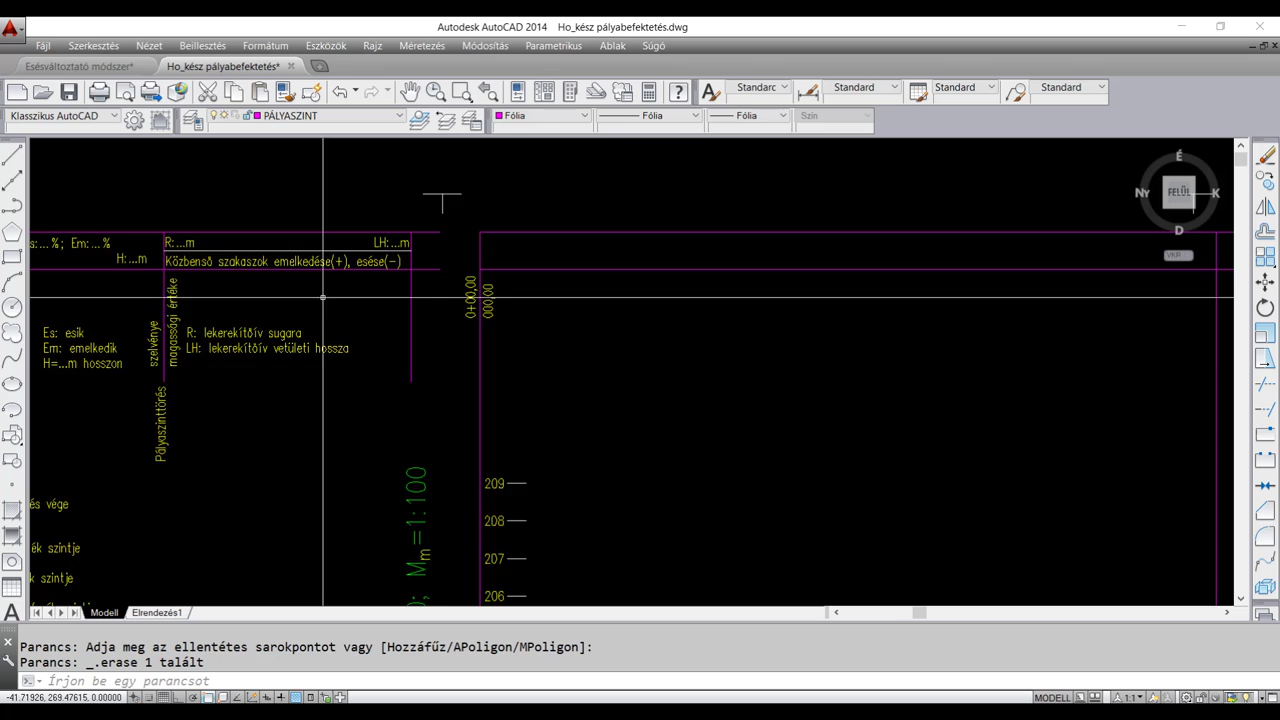 Autodesk AutoCAD 2014 Ho_kész pályabefektetés.dwg
Fájl Szerkesztés Nézet Beillesztés Formátum Eszközök Rajz Méretezés Módosítás Parametrikus Ablak Súgó
Esésváltoztató módszer* Ho_kész pályabefektetés*
Standarc Standard Standard Standard
Klasszikus AutoCAD PÁLYASZINT Fólia Fólia Fólia Szín
É
Ny FELÜL K
D
VKR
s:...%; Em:...% R:...m LH:...m
H:...m Közbensõ szakaszok emelkedése(+), esése(-)
0+00,00
000,00
Es: esik
Em: emelkedik
H=...m hosszon
szelvénye
magassági értéke
Pályaszinttörés
R: lekerekítõív sugara
LH: lekerekítõív vetületi hossza
és vége
ék szintje
k szintje
; Mm=1:100
209
208
207
206
Modell Elrendezés1
Parancs: Adja meg az ellentétes sarokpontot vagy [Hozzáfűz/APoligon/MPoligon]:
Parancs: _.erase 1 talált
Írjon be egy parancsot
-41.71926, 269.47615, 0.00000 MODELL 1:1